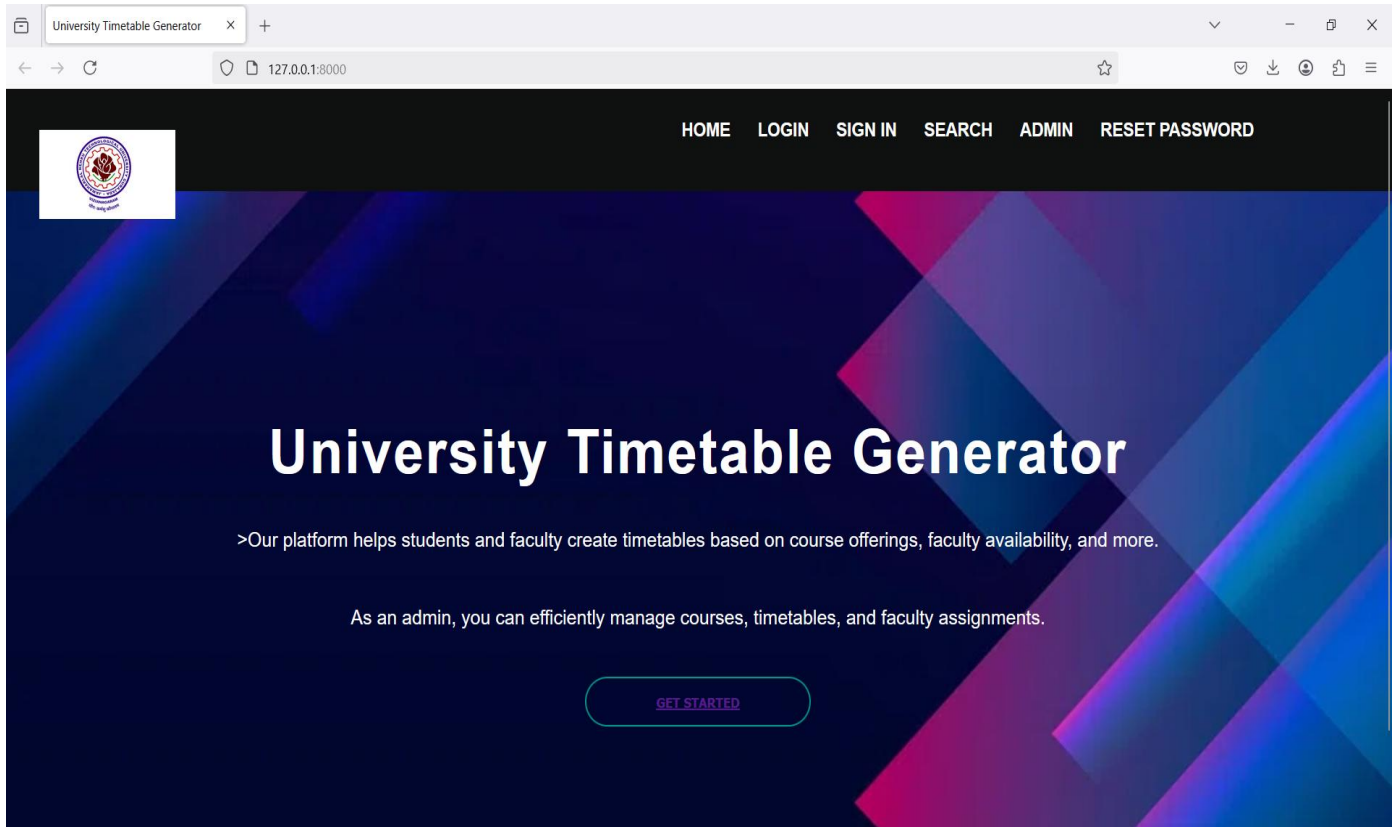 University Timetable Generator
127.0.0.1:8000
HOME LOGIN SIGN IN SEARCH ADMIN RESET PASSWORD
University Timetable Generator
>Our platform helps students and faculty create timetables based on course offerings, faculty availability, and more.
As an admin, you can efficiently manage courses, timetables, and faculty assignments.
GET STARTED